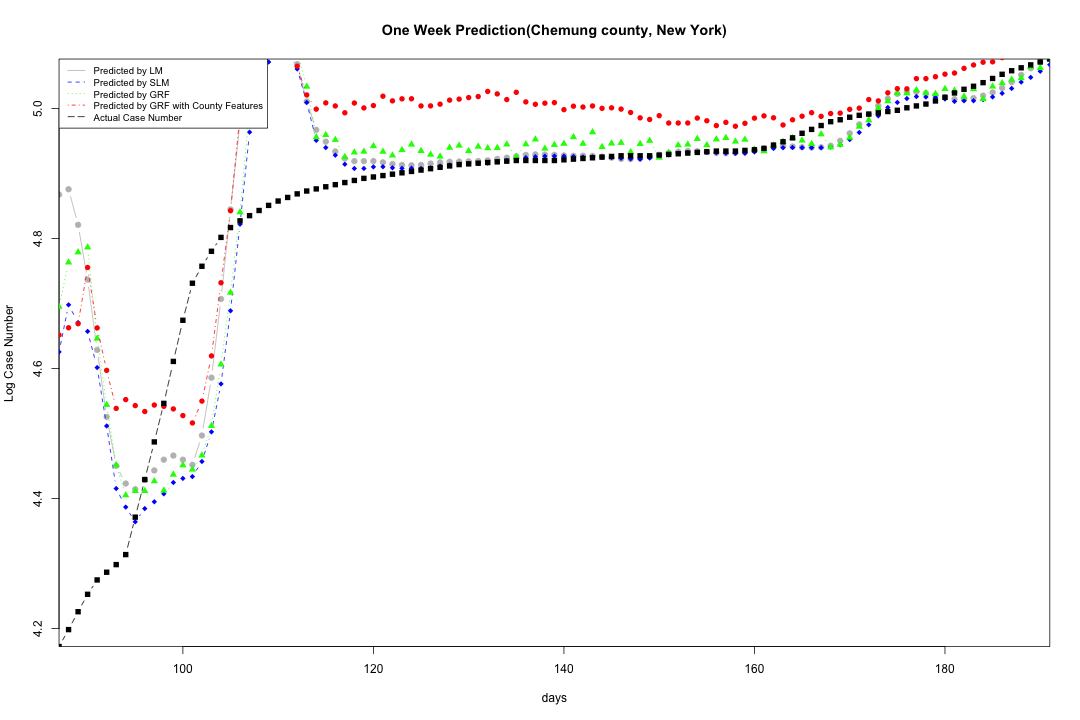 One Week Prediction(Chemung county, New York)
Predicted by LM
Predicted by SLM
Predicted by GRF
Predicted by GRF with County Features
Actual Case Number
Log Case Number
5.0
4.8
4.6
4.4
4.2
100 120 140 160 180
days